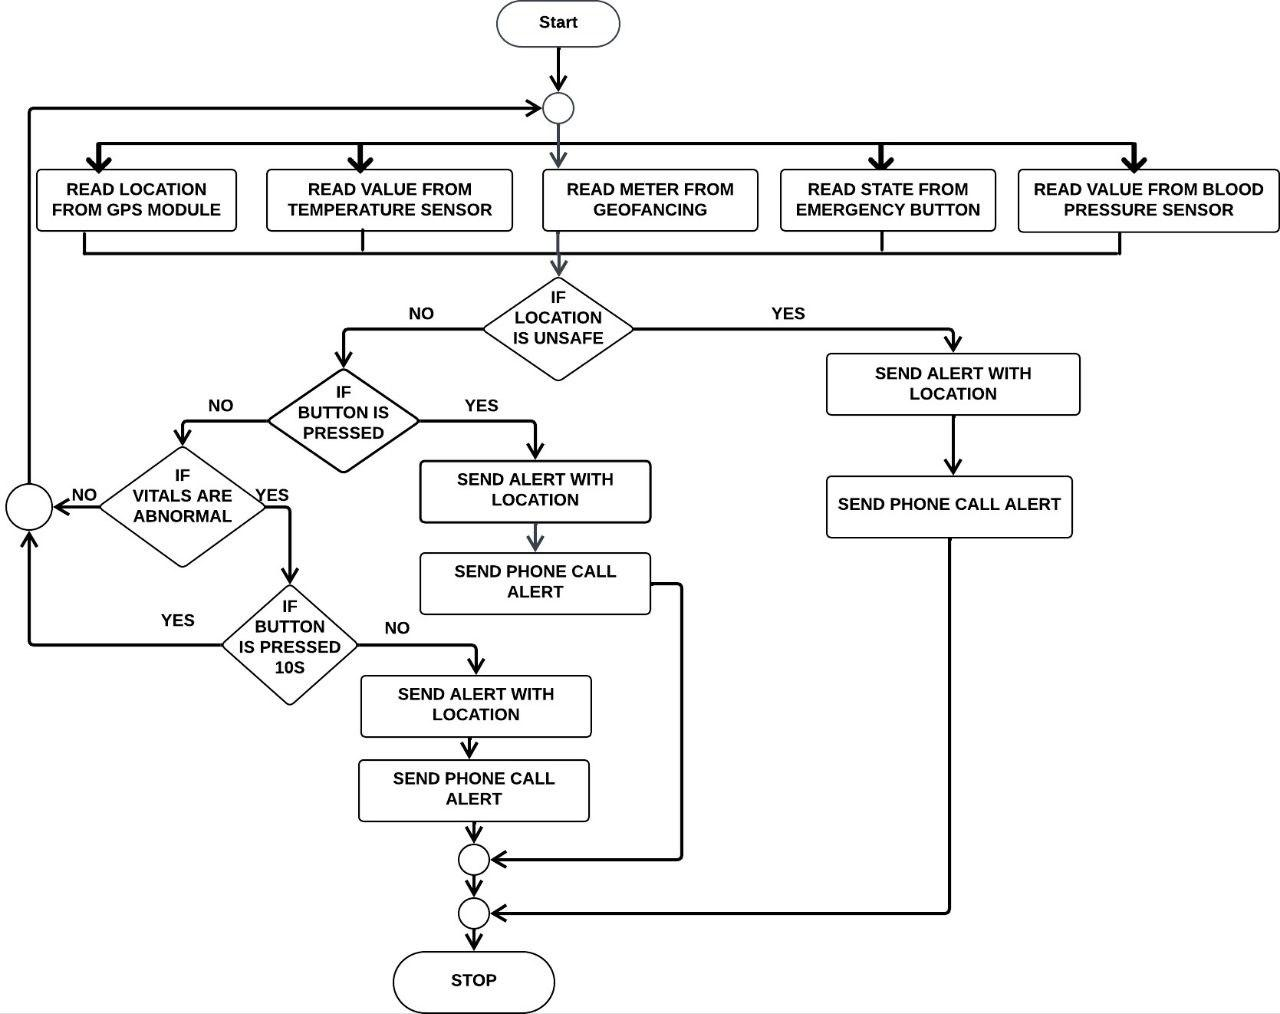 Start
READ LOCATION
FROM GPS MODULE
READ VALUE FROM
TEMPERATURE SENSOR
READ METER FROM
GEOFANCING
READ STATE FROM
EMERGENCY BUTTON
READ VALUE FROM BLOOD
PRESSURE SENSOR
IF
LOCATION
IS UNSAFE
NO
YES
SEND ALERT WITH
LOCATION
SEND PHONE CALL ALERT
IF
BUTTON IS
PRESSED
NO
YES
SEND ALERT WITH
LOCATION
SEND PHONE CALL
ALERT
IF
VITALS ARE
ABNORMAL
NO
YES
IF
BUTTON
IS PRESSED
10S
YES
NO
SEND ALERT WITH
LOCATION
SEND PHONE CALL
ALERT
STOP